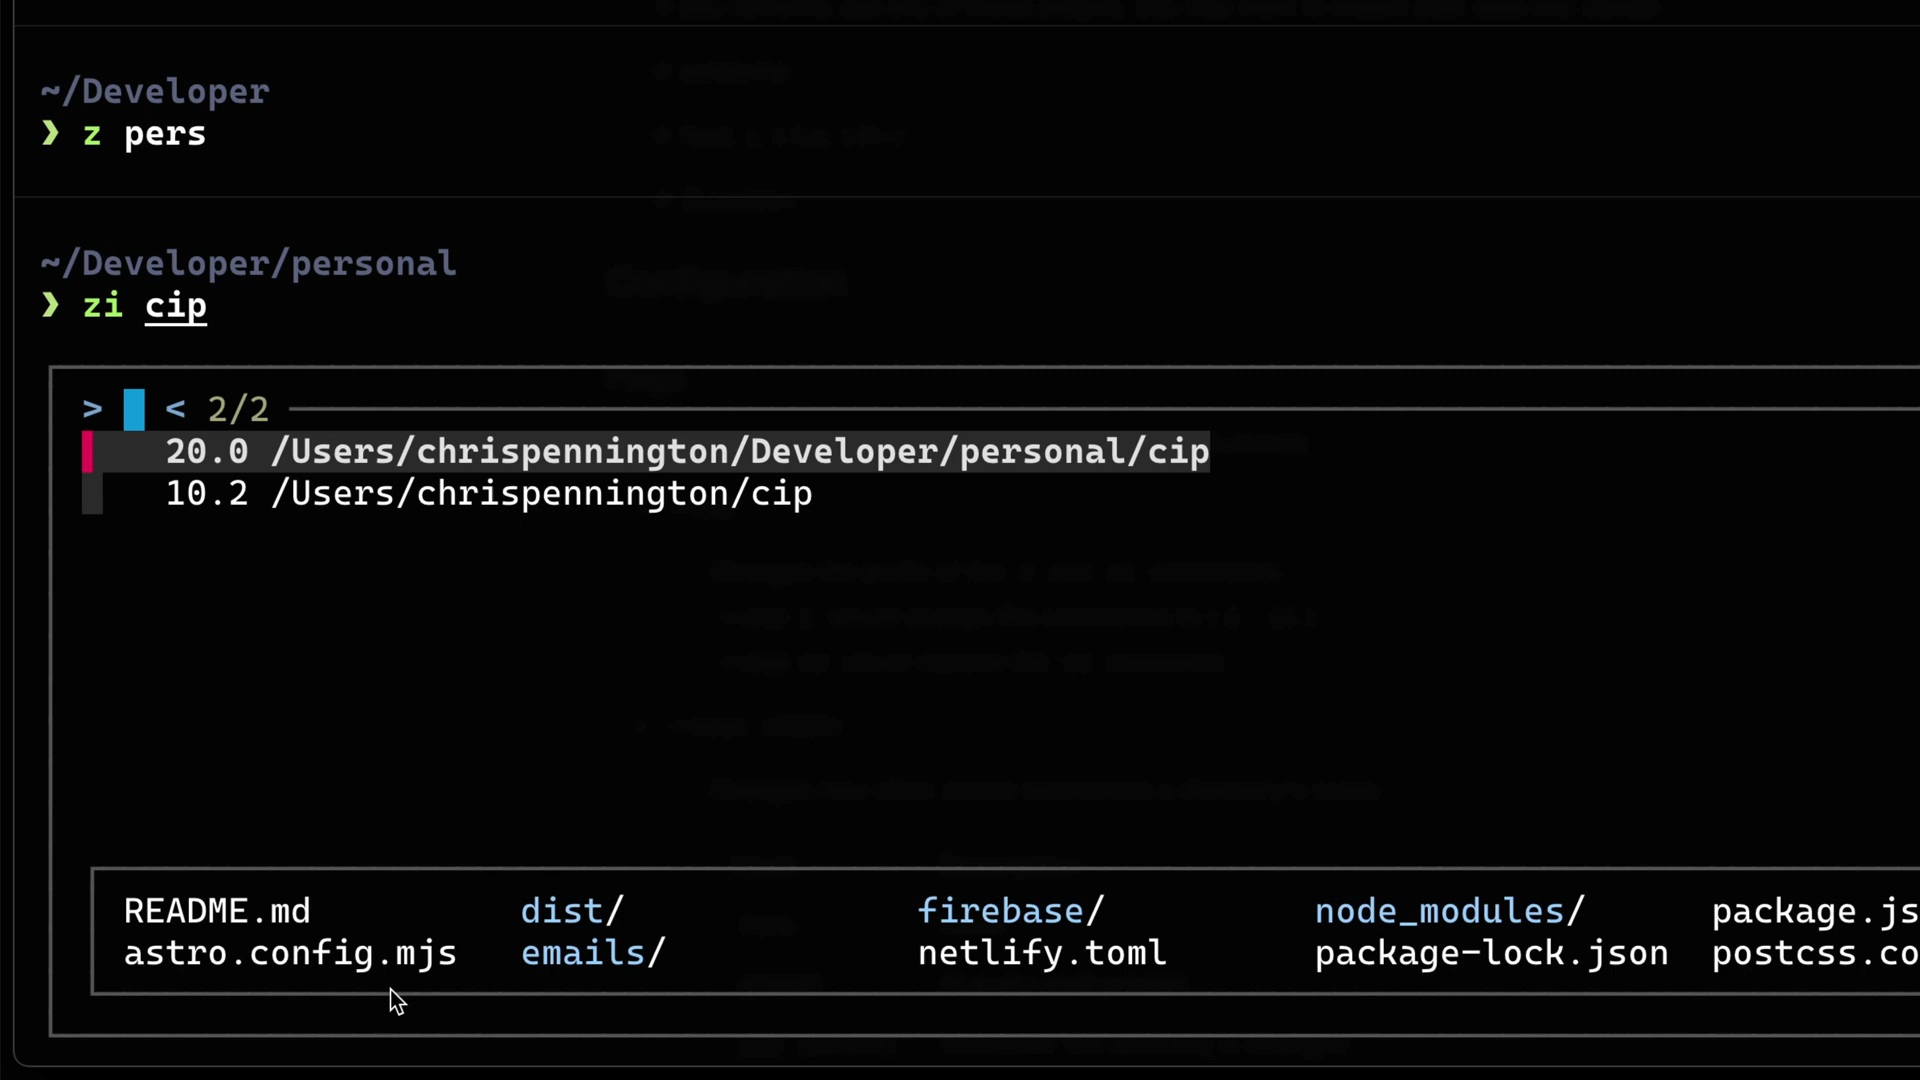 ~/Developer
❯ z pers
~/Developer/personal
❯ zi cip
> < 2/2
20.0 /Users/chrispennington/Developer/personal/cip
10.2 /Users/chrispennington/cip
README.md dist/ firebase/ node_modules/ package.js
astro.config.mjs emails/ netlify.toml package-lock.json postcss.co